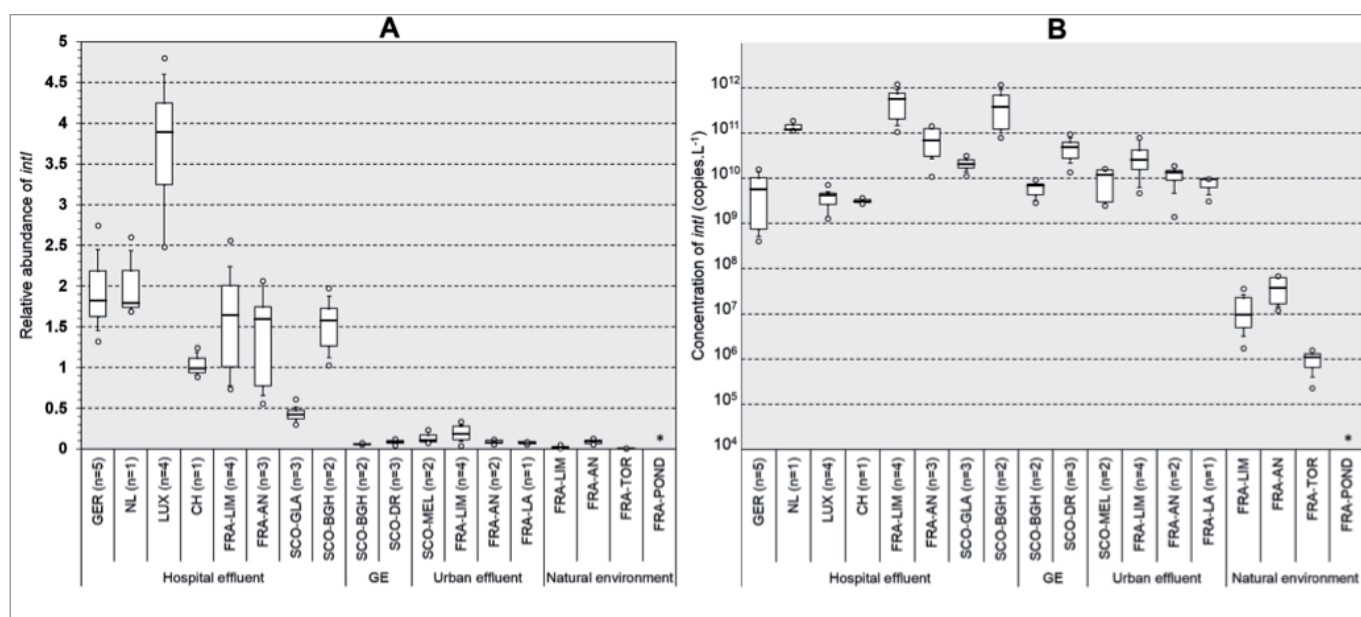 A
B
Relative abundance of intI
5
4.5
4
3.5
3
2.5
2
1.5
1
0.5
0
*
GER (n=5)
NL (n=1)
LUX (n=4)
CH (n=1)
FRA-LIM (n=4)
FRA-AN (n=3)
SCO-GLA (n=3)
SCO-BGH (n=2)
SCO-BGH (n=2)
SCO-DR (n=3)
SCO-MEL (n=2)
FRA-LIM (n=4)
FRA-AN (n=2)
FRA-LA (n=1)
FRA-LIM
FRA-AN
FRA-TOR
FRA-POND
Hospital effluent
GE
Urban effluent
Natural environment
Concentration of intI (copies.L⁻¹)
10¹²
10¹¹
10¹⁰
10⁹
10⁸
10⁷
10⁶
10⁵
10⁴
*
GER (n=5)
NL (n=1)
LUX (n=4)
CH (n=1)
FRA-LIM (n=4)
FRA-AN (n=3)
SCO-GLA (n=3)
SCO-BGH (n=2)
SCO-BGH (n=2)
SCO-DR (n=3)
SCO-MEL (n=2)
FRA-LIM (n=4)
FRA-AN (n=2)
FRA-LA (n=1)
FRA-LIM
FRA-AN
FRA-TOR
FRA-POND
Hospital effluent
GE
Urban effluent
Natural environment